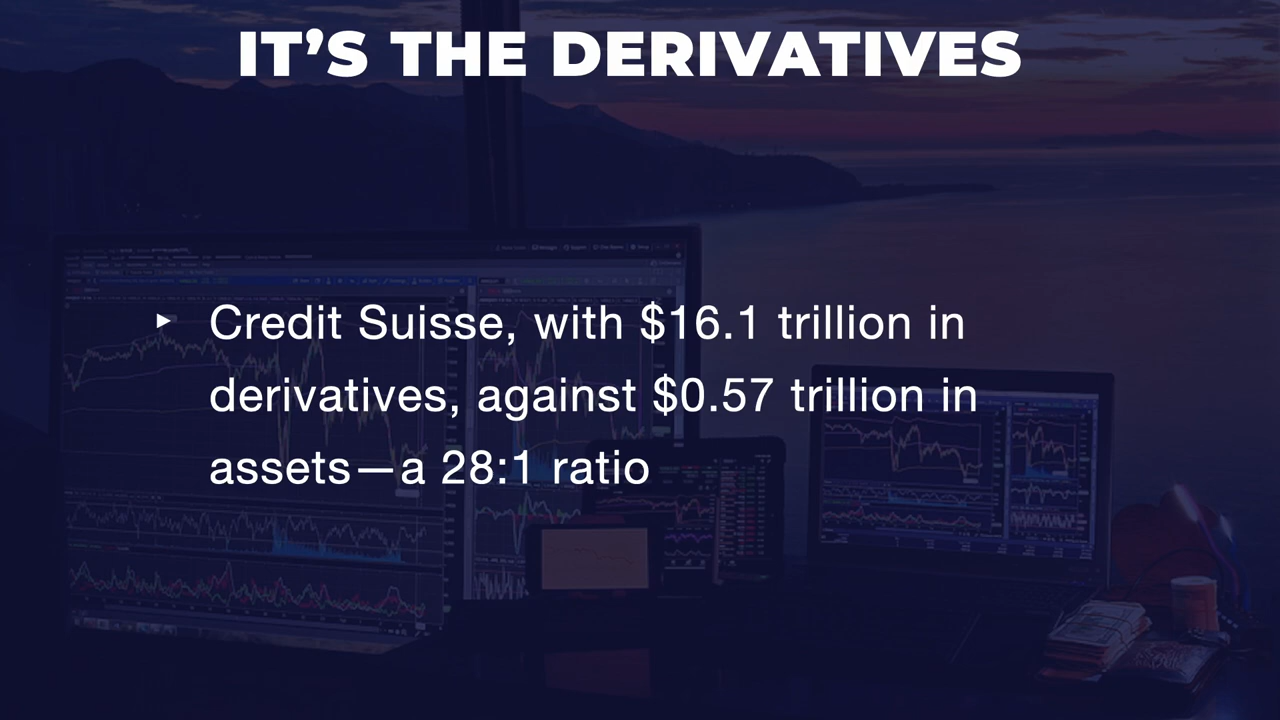 IT’S THE DERIVATIVES
▸ Credit Suisse, with $16.1 trillion in
derivatives, against $0.57 trillion in
assets—a 28:1 ratio